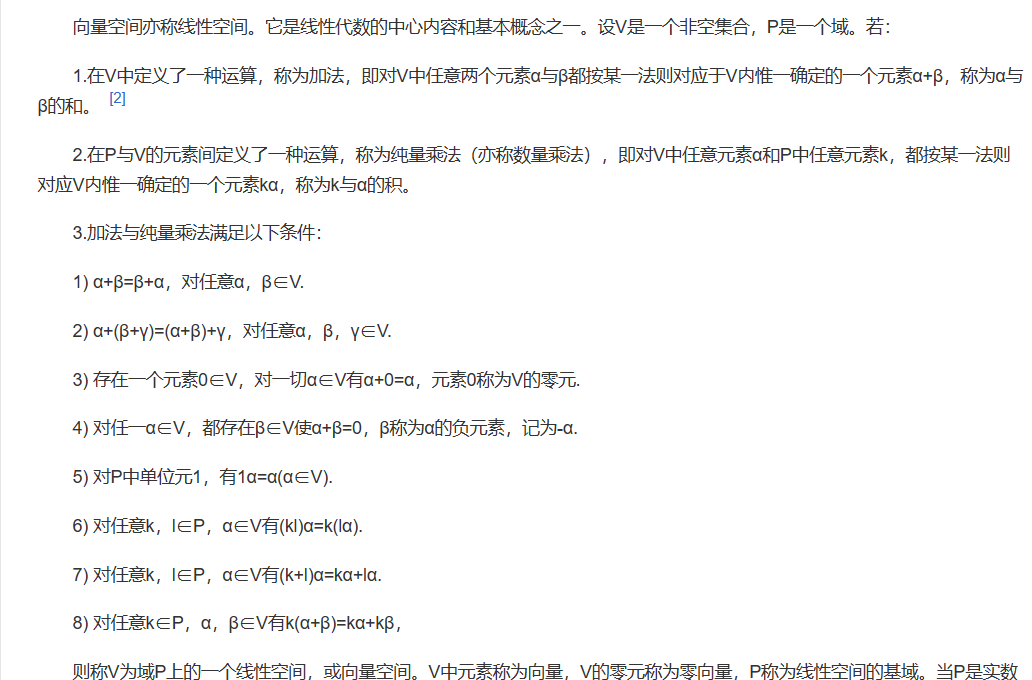 向量空间亦称线性空间。它是线性代数的中心内容和基本概念之一。设V是一个非空集合，P是一个域。若：
1.在V中定义了一种运算，称为加法，即对V中任意两个元素α与β都按某一法则对应于V内惟一确定的一个元素α+β，称为α与
β的和。 [2]
2.在P与V的元素间定义了一种运算，称为纯量乘法（亦称数量乘法），即对V中任意元素α和P中任意元素k，都按某一法则
对应V内惟一确定的一个元素kα，称为k与α的积。
3.加法与纯量乘法满足以下条件：
1) α+β=β+α，对任意α，β∈V.
2) α+(β+γ)=(α+β)+γ，对任意α，β，γ∈V.
3) 存在一个元素0∈V，对一切α∈V有α+0=α，元素0称为V的零元.
4) 对任一α∈V，都存在β∈V使α+β=0，β称为α的负元素，记为-α.
5) 对P中单位元1，有1α=α(α∈V).
6) 对任意k，l∈P，α∈V有(kl)α=k(lα).
7) 对任意k，l∈P，α∈V有(k+l)α=kα+lα.
8) 对任意k∈P，α，β∈V有k(α+β)=kα+kβ，
则称V为域P上的一个线性空间，或向量空间。V中元素称为向量，V的零元称为零向量，P称为线性空间的基域。当P是实数